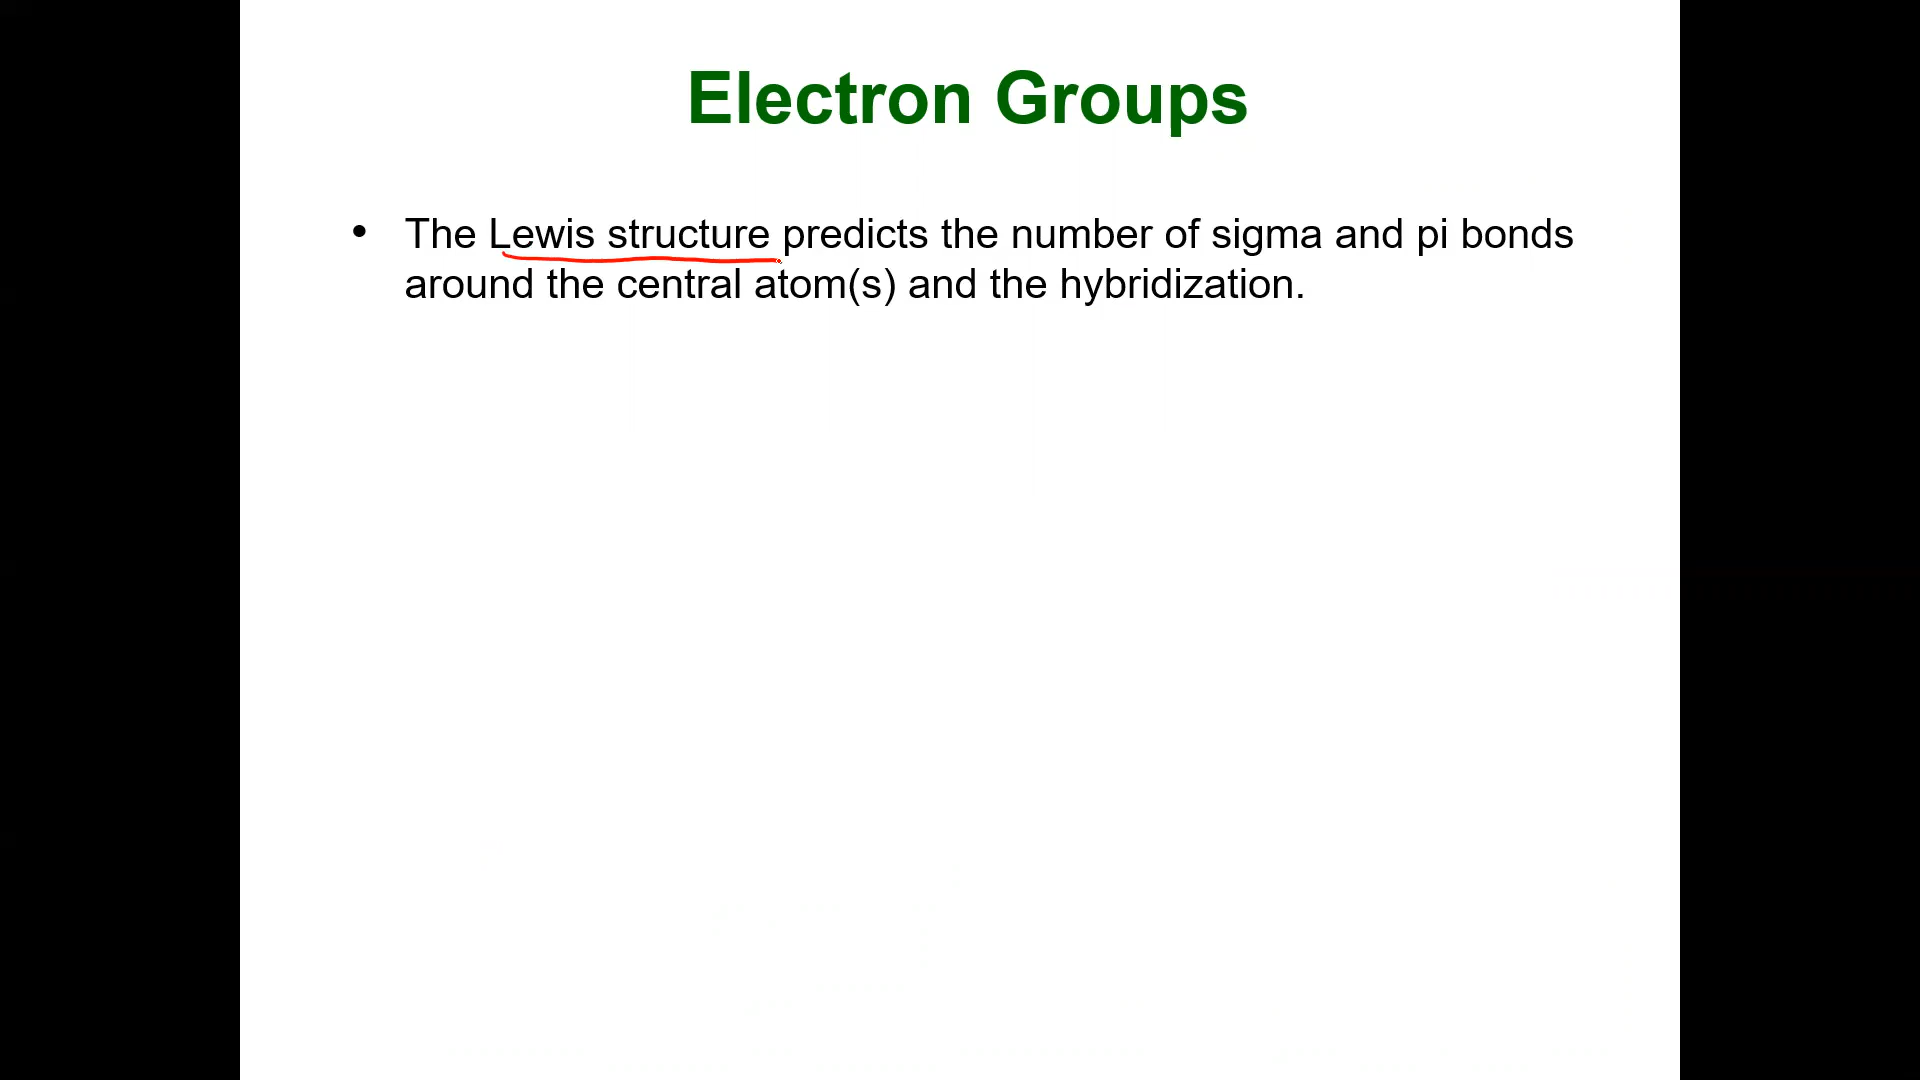 Electron Groups
• The Lewis structure predicts the number of sigma and pi bonds
around the central atom(s) and the hybridization.